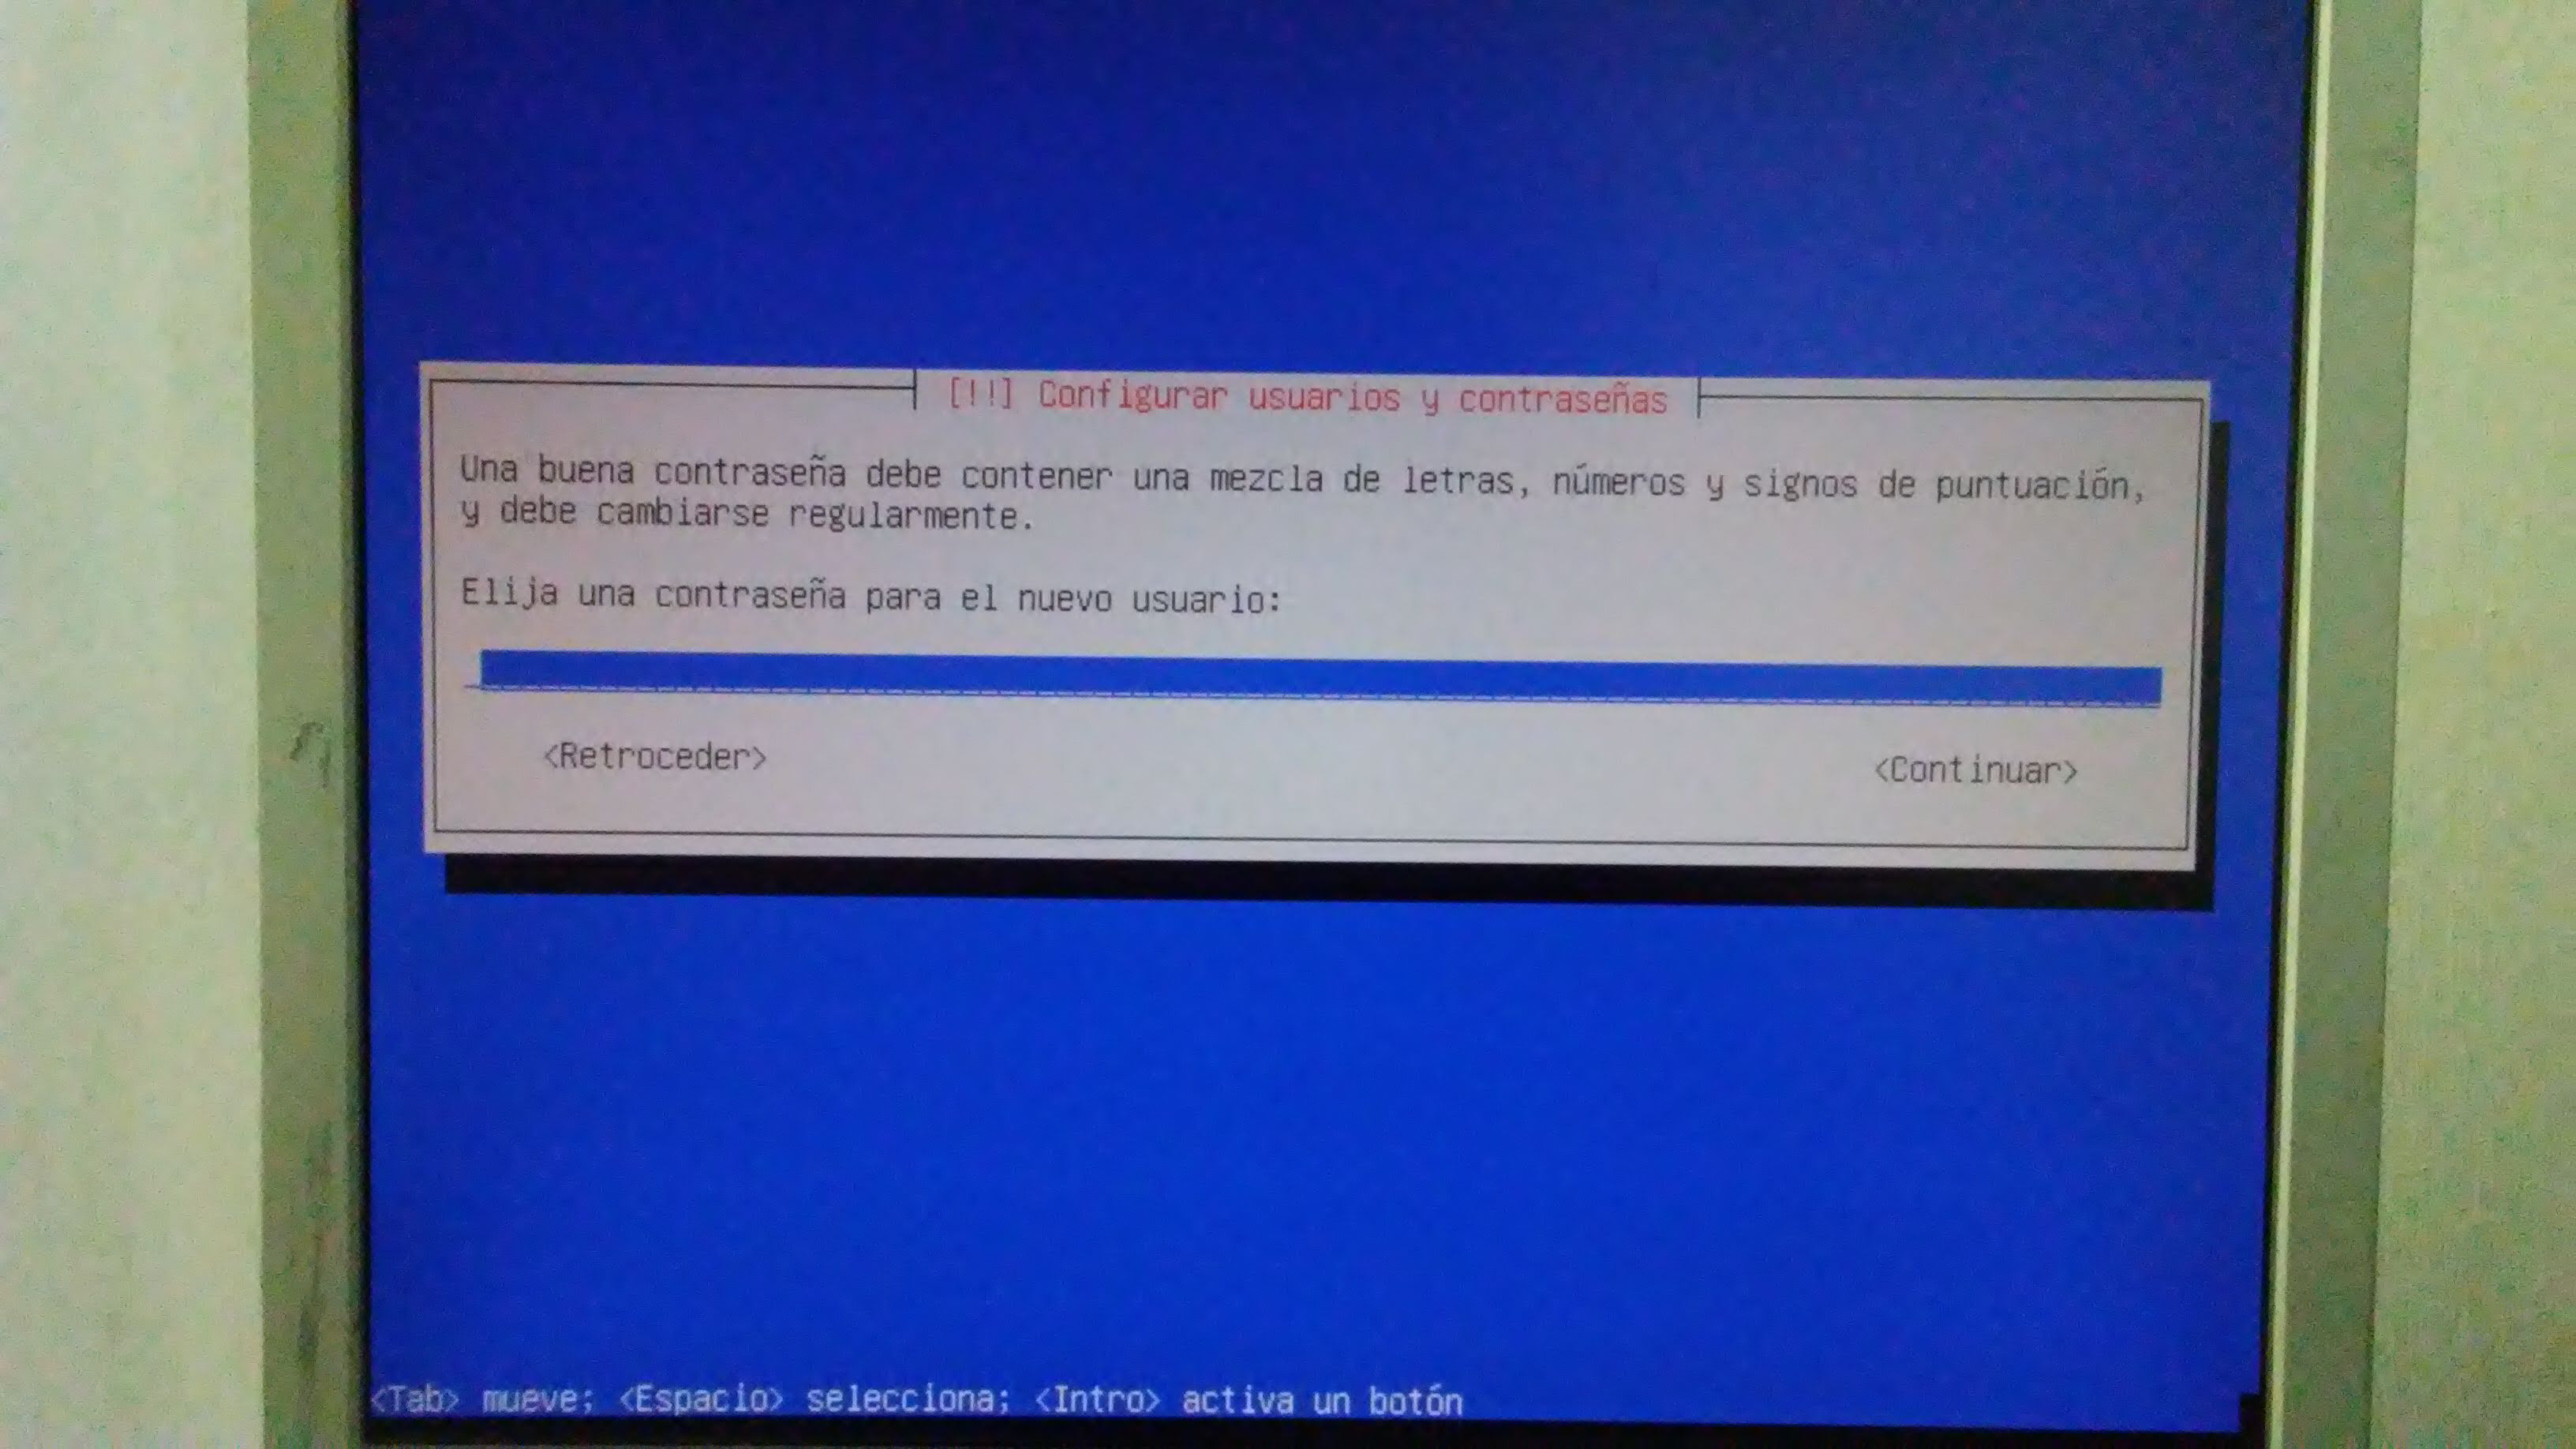 [!!] Configurar usuarios y contraseñas
Una buena contraseña debe contener una mezcla de letras, números y signos de puntuación,
y debe cambiarse regularmente.
Elija una contraseña para el nuevo usuario:
<Retroceder> <Continuar>
<Tab> mueve; <Espacio> selecciona; <Intro> activa un botón